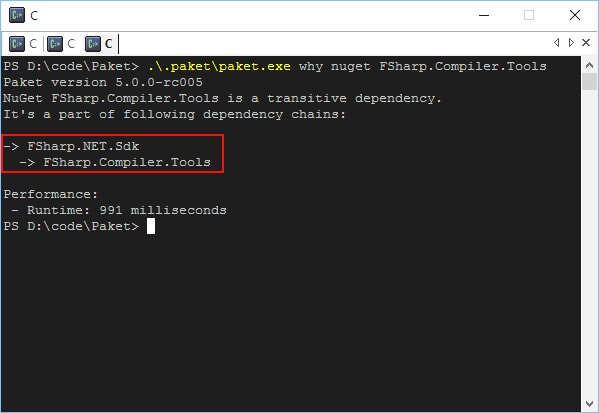 C
C
C
C
PS D:\code\Paket> .\.paket\paket.exe why nuget FSharp.Compiler.Tools
Paket version 5.0.0-rc005
NuGet FSharp.Compiler.Tools is a transitive dependency.
It's a part of following dependency chains:
-> FSharp.NET.Sdk
-> FSharp.Compiler.Tools
Performance:
- Runtime: 991 milliseconds
PS D:\code\Paket>